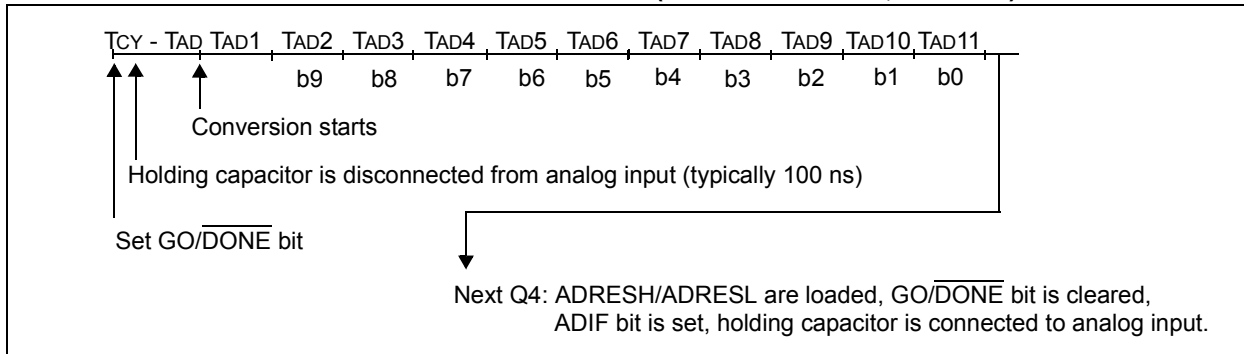 TCY - TAD TAD1 TAD2 TAD3 TAD4 TAD5 TAD6 TAD7 TAD8 TAD9 TAD10 TAD11
b9 b8 b7 b6 b5 b4 b3 b2 b1 b0
Conversion starts
Holding capacitor is disconnected from analog input (typically 100 ns)
Set GO/DONE bit
Next Q4: ADRESH/ADRESL are loaded, GO/DONE bit is cleared,
ADIF bit is set, holding capacitor is connected to analog input.